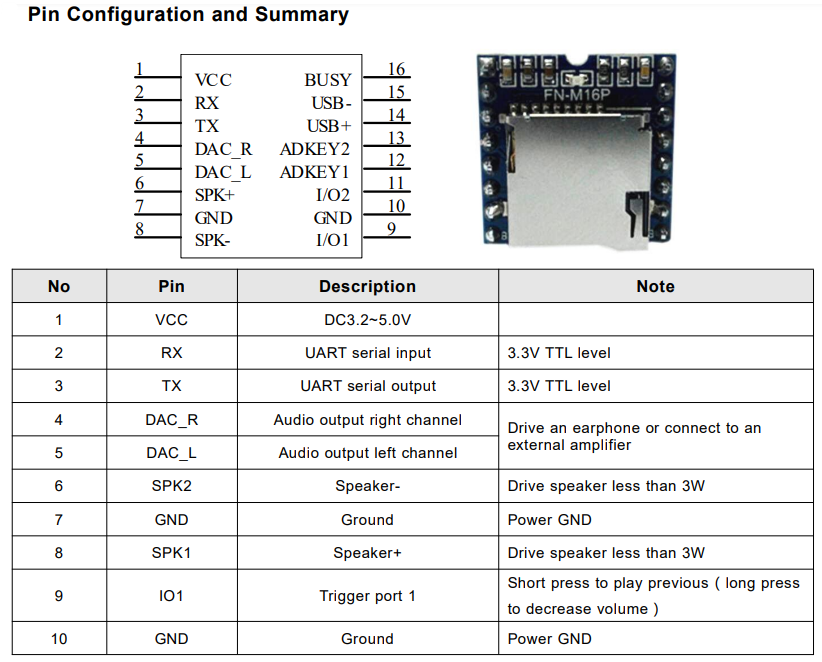 Pin Configuration and Summary
1 VCC BUSY 16
2 RX USB- 15
3 TX USB+ 14
4 DAC_R ADKEY2 13
5 DAC_L ADKEY1 12
6 SPK+ I/O2 11
7 GND GND 10
8 SPK- I/O1 9
FN-M16P
No Pin Description Note
1 VCC DC3.2~5.0V
2 RX UART serial input 3.3V TTL level
3 TX UART serial output 3.3V TTL level
4 DAC_R Audio output right channel
Drive an earphone or connect to an
external amplifier
5 DAC_L Audio output left channel
6 SPK2 Speaker- Drive speaker less than 3W
7 GND Ground Power GND
8 SPK1 Speaker+ Drive speaker less than 3W
9 IO1 Trigger port 1 Short press to play previous ( long press
to decrease volume )
10 GND Ground Power GND